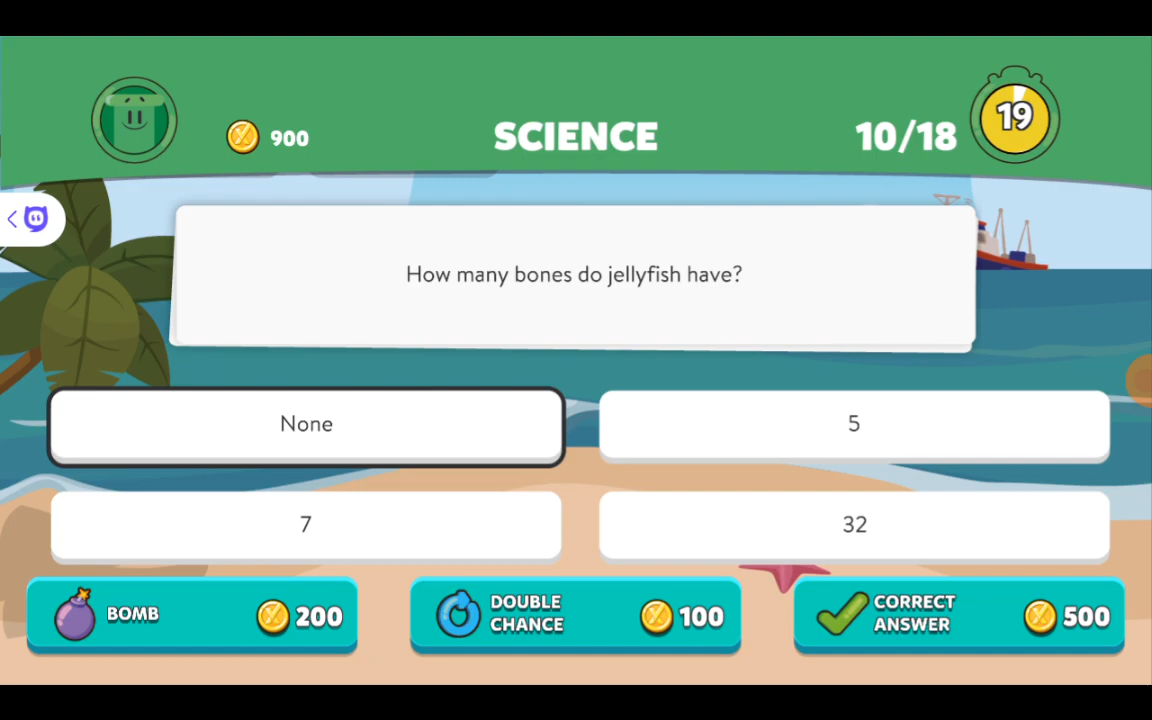 900
SCIENCE
10/18
19
How many bones do jellyfish have?
None
5
7
32
BOMB
200
DOUBLE
CHANCE
100
CORRECT
ANSWER
500